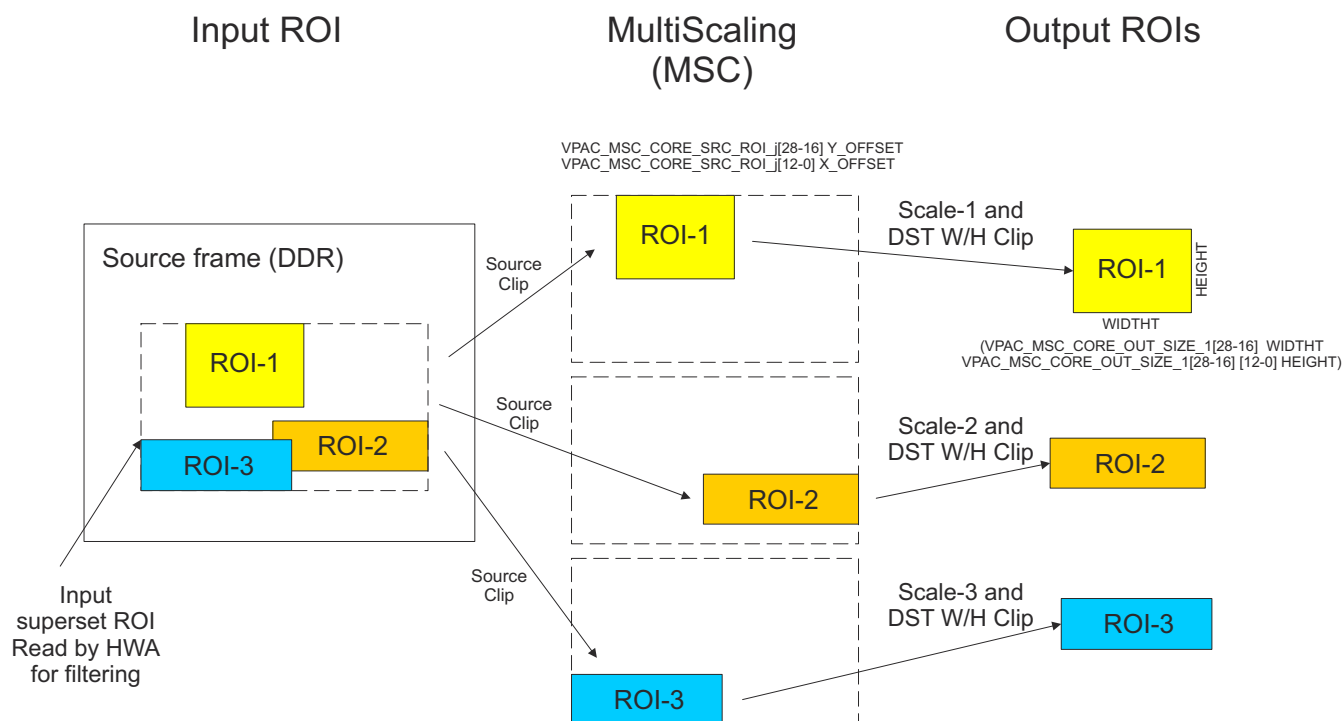 Input ROI
MultiScaling
(MSC)
Output ROIs
VPAC_MSC_CORE_SRC_ROI_j[28-16] Y_OFFSET
VPAC_MSC_CORE_SRC_ROI_j[12-0] X_OFFSET
Source frame (DDR)
ROI-1
ROI-2
ROI-3
Input
superset ROI
Read by HWA
for filtering
Source
Clip
ROI-1
Scale-1 and
DST W/H Clip
ROI-1
HEIGHT
WIDTHT
(VPAC_MSC_CORE_OUT_SIZE_1[28-16] WIDTHT
VPAC_MSC_CORE_OUT_SIZE_1[28-16] [12-0] HEIGHT)
Source
Clip
ROI-2
Scale-2 and
DST W/H Clip
ROI-2
Source
Clip
ROI-3
Scale-3 and
DST W/H Clip
ROI-3